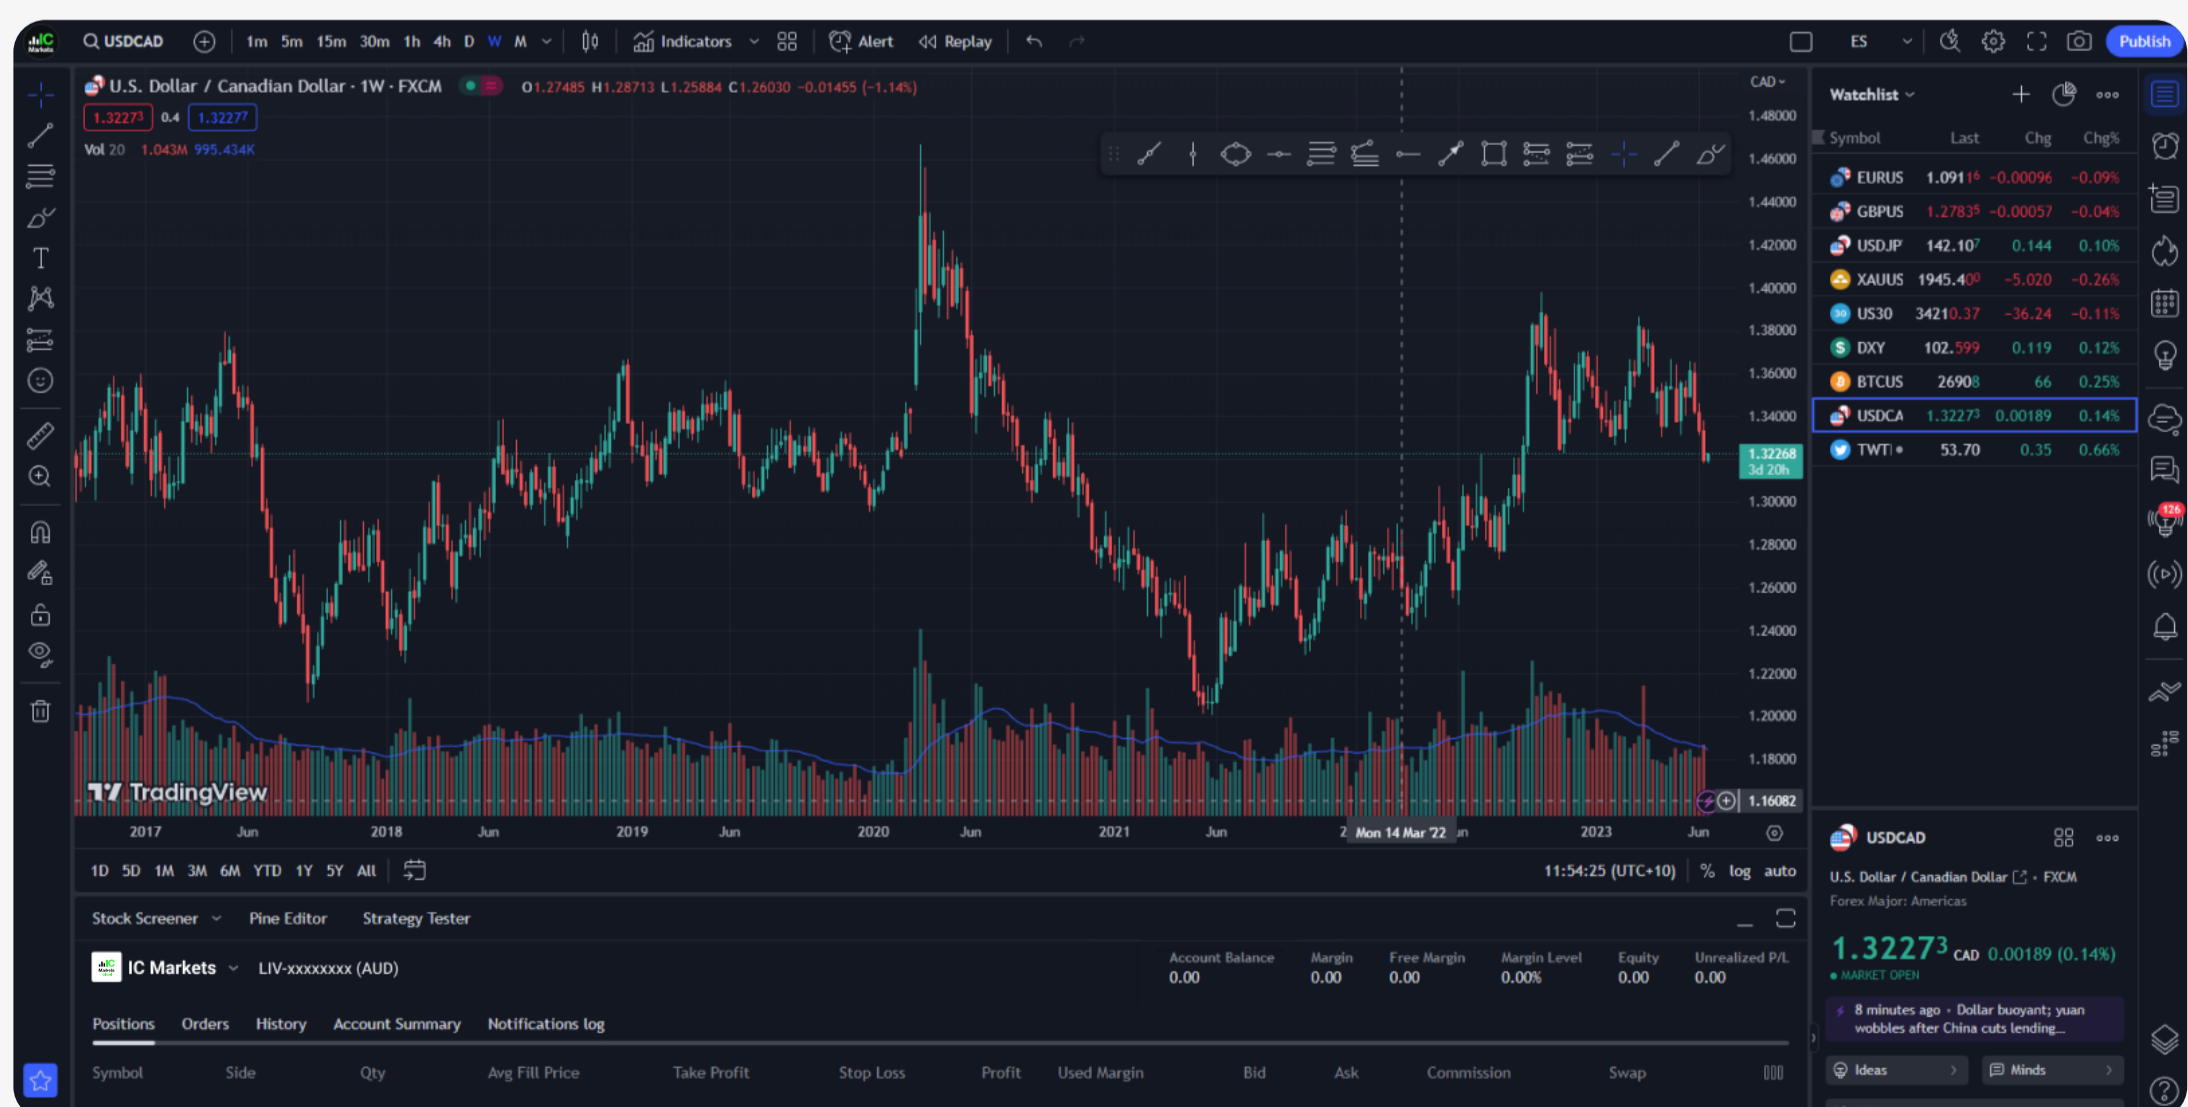 IC Markets USDCAD 1m 5m 15m 30m 1h 4h D W M Indicators Alert Replay ES Publish
U.S. Dollar / Canadian Dollar · 1W · FXCM O1.27485 H1.28713 L1.25884 C1.26030 −0.01455 (−1.14%)
1.32273 0.4 1.32277
Vol 20 1.043M 995.434K
CAD
1.48000
1.46000
1.44000
1.42000
1.40000
1.38000
1.36000
1.34000
1.32268
3d 20h
1.30000
1.28000
1.26000
1.24000
1.22000
1.20000
1.18000
1.16082
TradingView
2017 Jun 2018 Jun 2019 Jun 2020 Jun 2021 Jun 2 Mon 14 Mar '22 un 2023 Jun
1D 5D 1M 3M 6M YTD 1Y 5Y All 11:54:25 (UTC+10) % log auto
Stock Screener Pine Editor Strategy Tester
IC Markets IC Markets LIV-xxxxxxxx (AUD)
Account Balance Margin Free Margin Margin Level Equity Unrealized P/L
0.00 0.00 0.00 0.00% 0.00 0.00
Positions Orders History Account Summary Notifications log
Symbol Side Qty Avg Fill Price Take Profit Stop Loss Profit Used Margin Bid Ask Commission Swap
Watchlist
Symbol Last Chg Chg%
EURUS 1.09116 −0.00096 −0.09%
GBPUS 1.27835 −0.00057 −0.04%
USDJP 142.107 0.144 0.10%
XAUUS 1945.400 −5.020 −0.26%
30 US30 34210.37 −36.24 −0.11%
$ DXY 102.599 0.119 0.12%
BTCUS 26908 66 0.25%
USDCA 1.32273 0.00189 0.14%
TWTI 53.70 0.35 0.66%
126
USDCAD
U.S. Dollar / Canadian Dollar · FXCM
Forex Major: Americas
1.32273 CAD 0.00189 (0.14%)
MARKET OPEN
8 minutes ago · Dollar buoyant; yuan
wobbles after China cuts lending...
Ideas Minds